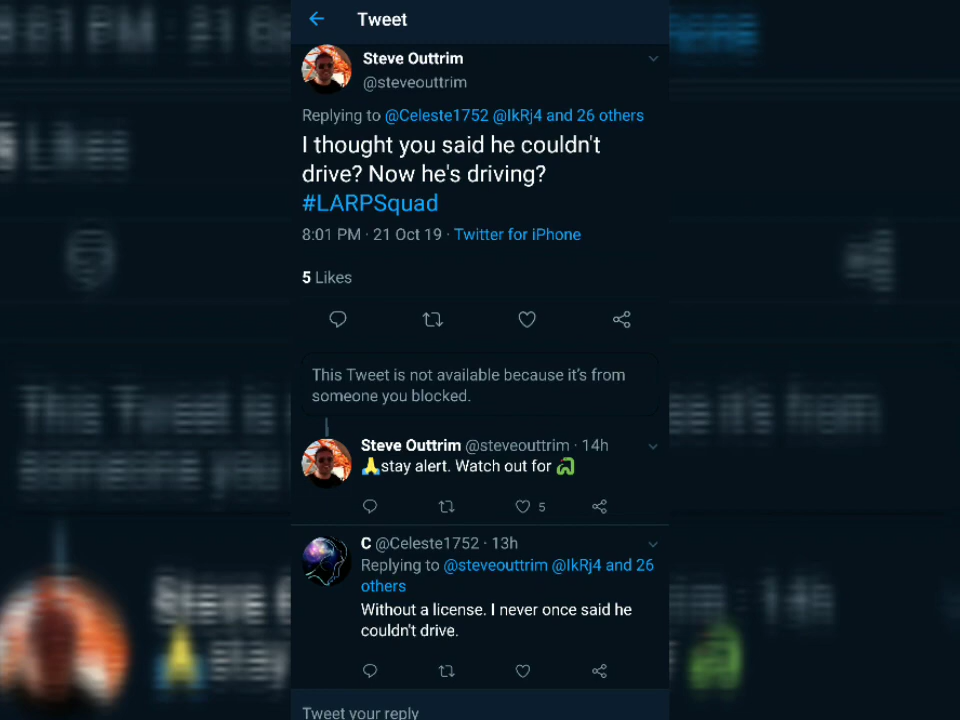 Tweet
Steve Outtrim
@steveouttrim
Replying to @Celeste1752 @IkRj4 and 26 others
I thought you said he couldn't
drive? Now he's driving?
#LARPSquad
8:01 PM · 21 Oct 19 · Twitter for iPhone
5 Likes
This Tweet is not available because it's from
someone you blocked.
Steve Outtrim @steveouttrim · 14h
🙏stay alert. Watch out for 🐍
5
C @Celeste1752 · 13h
Replying to @steveouttrim @IkRj4 and 26
others
Without a license. I never once said he
couldn't drive.
Tweet your reply